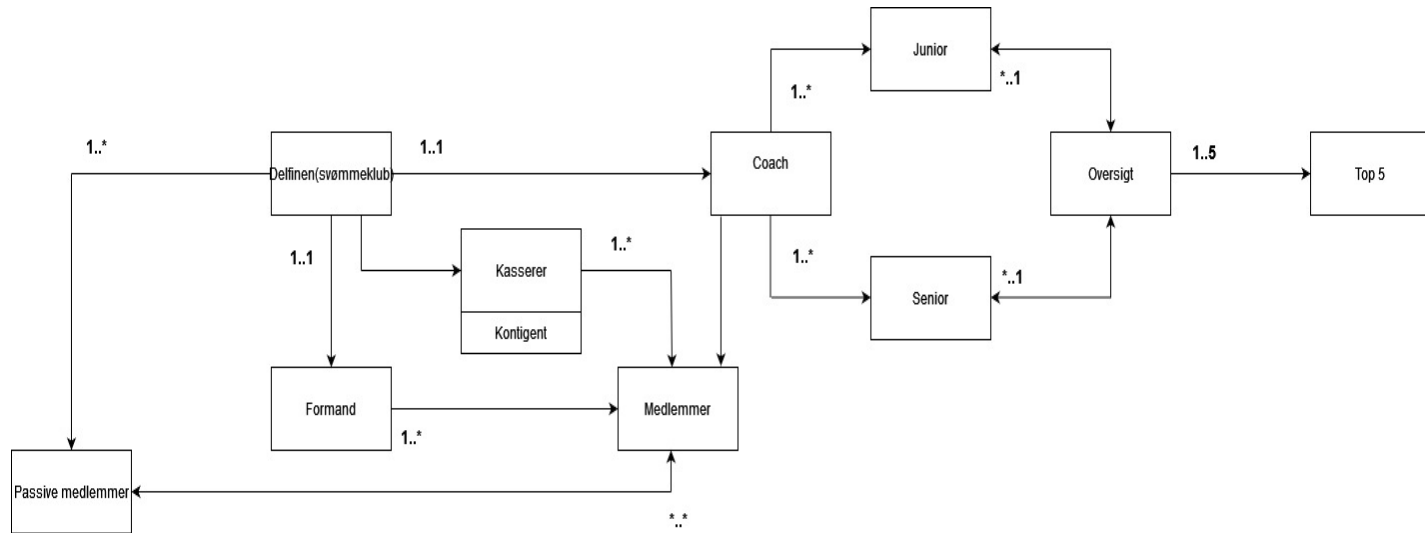 Junior
1..*
*..1
1..*
Delfinen(svømmeklub)
1..1
Coach
Oversigt
1..5
Top 5
1..1
Kasserer
1..*
1..*
Senior
*..1
Kontigent
Formand
1..*
Medlemmer
Passive medlemmer
*..*